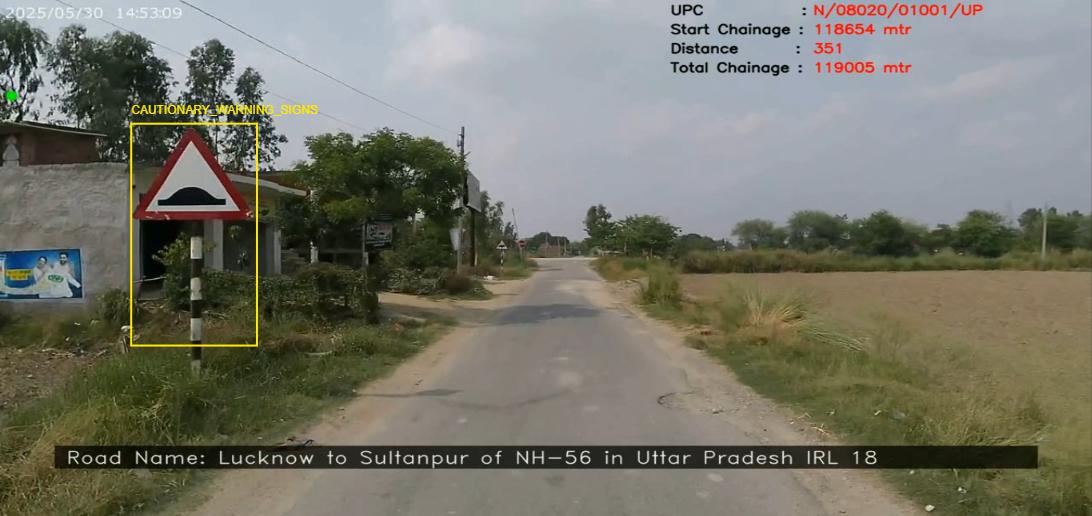 2025/05/30 14:53:09
UPC : N/08020/01001/UP
Start Chainage : 118654 mtr
Distance : 351
Total Chainage : 119005 mtr
CAUTIONARY_WARNING_SIGNS
Road Name: Lucknow to Sultanpur of NH-56 in Uttar Pradesh IRL 18